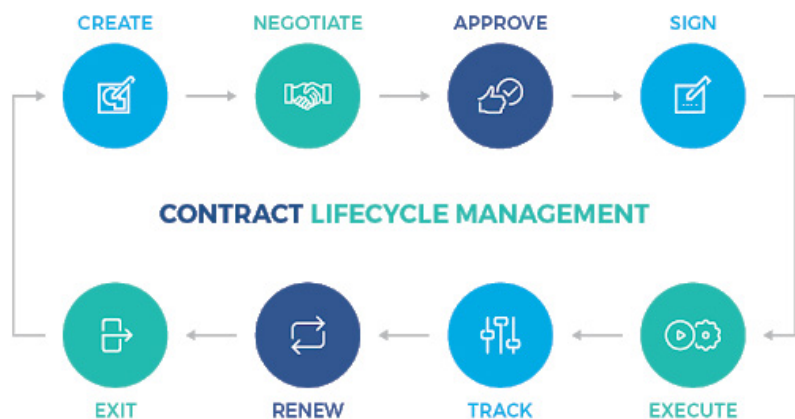 CREATE
NEGOTIATE
APPROVE
SIGN
CONTRACT LIFECYCLE MANAGEMENT
EXIT
RENEW
TRACK
EXECUTE